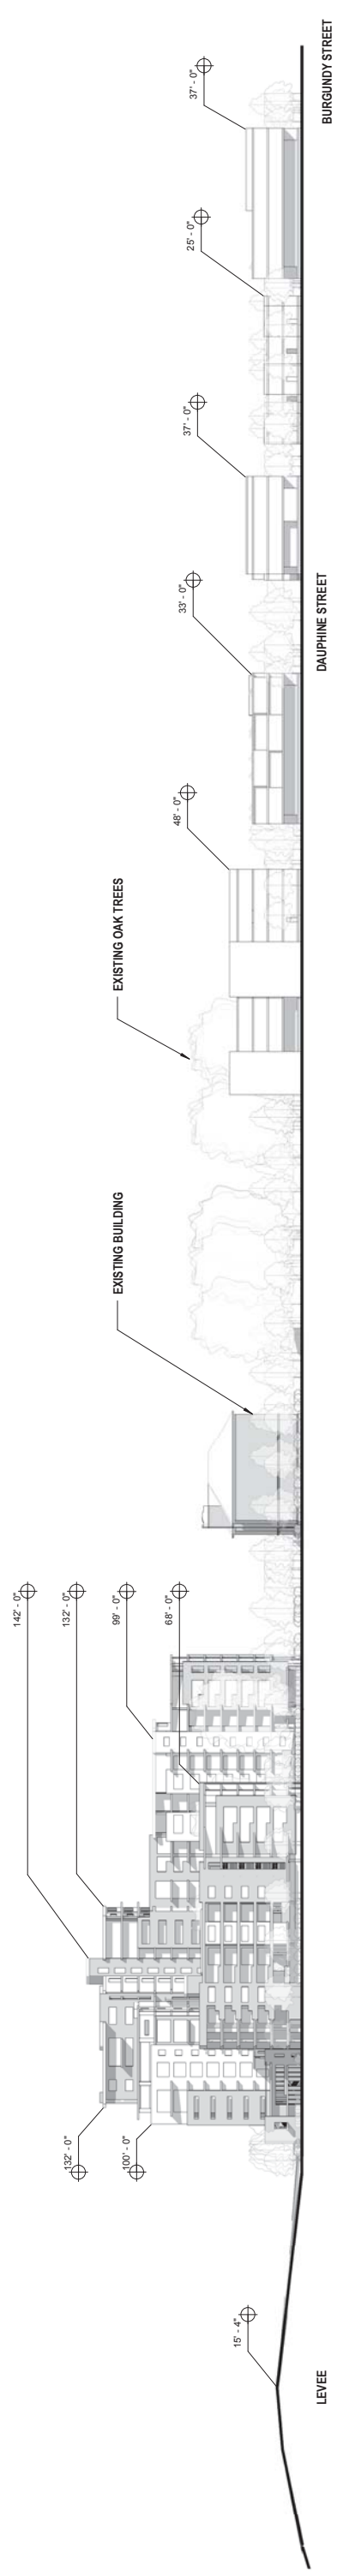 LEVEE
15' - 4"
132' - 0"
100' - 0"
142' - 0"
132' - 0"
99' - 0"
68' - 0"
EXISTING BUILDING
EXISTING OAK TREES
48' - 0"
33' - 0"
DAUPHINE STREET
37' - 0"
25' - 0"
37' - 0"
BURGUNDY STREET